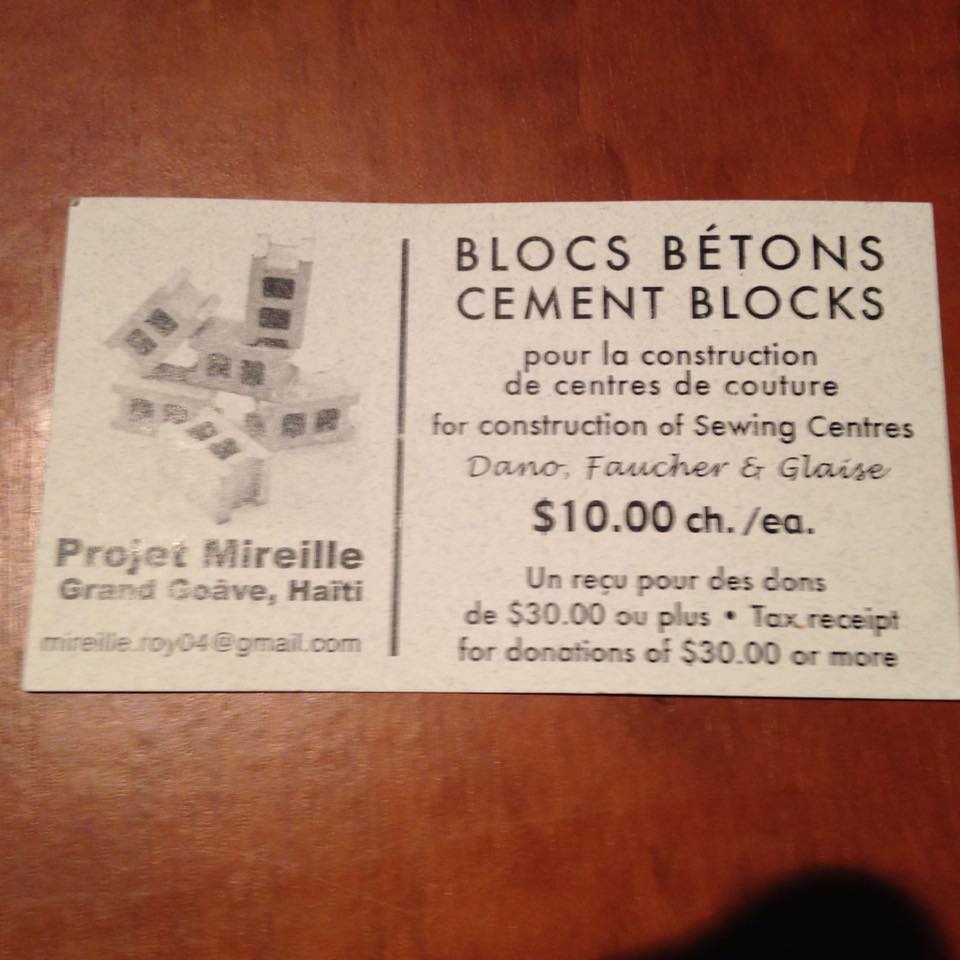 Projet Mireille
Grand Goâve, Haïti
mireille.roy04@gmail.com
BLOCS BÉTONS
CEMENT BLOCKS
pour la construction
de centres de couture
for construction of Sewing Centres
Dano, Faucher & Glaise
$10.00 ch./ea.
Un reçu pour des dons
de $30.00 ou plus • Tax receipt
for donations of $30.00 or more